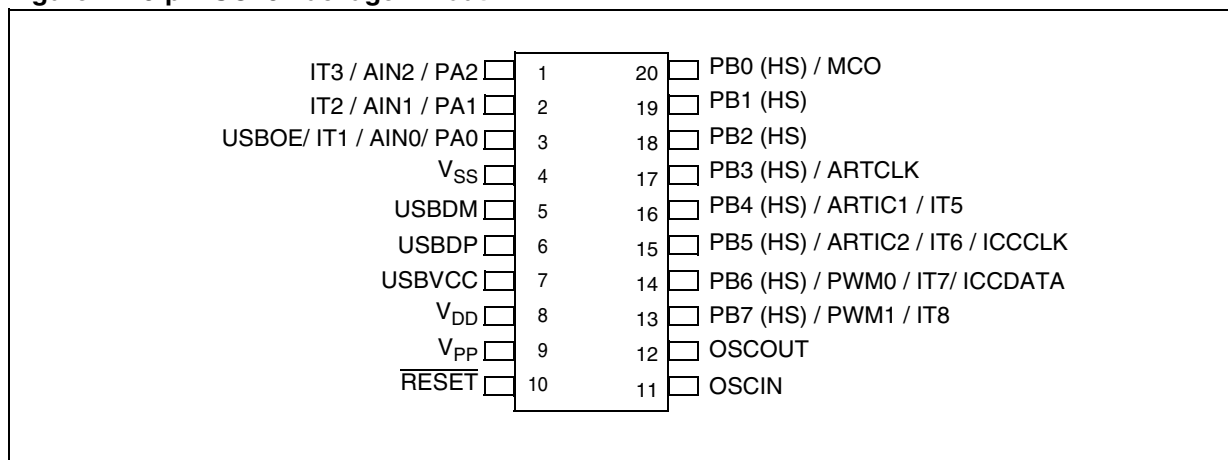 IT3 / AIN2 / PA2 1 20 PB0 (HS) / MCO
IT2 / AIN1 / PA1 2 19 PB1 (HS)
USBOE/ IT1 / AIN0/ PA0 3 18 PB2 (HS)
VSS 4 17 PB3 (HS) / ARTCLK
USBDM 5 16 PB4 (HS) / ARTIC1 / IT5
USBDP 6 15 PB5 (HS) / ARTIC2 / IT6 / ICCCLK
USBVCC 7 14 PB6 (HS) / PWM0 / IT7/ ICCDATA
VDD 8 13 PB7 (HS) / PWM1 / IT8
VPP 9 12 OSCOUT
RESET 10 11 OSCIN